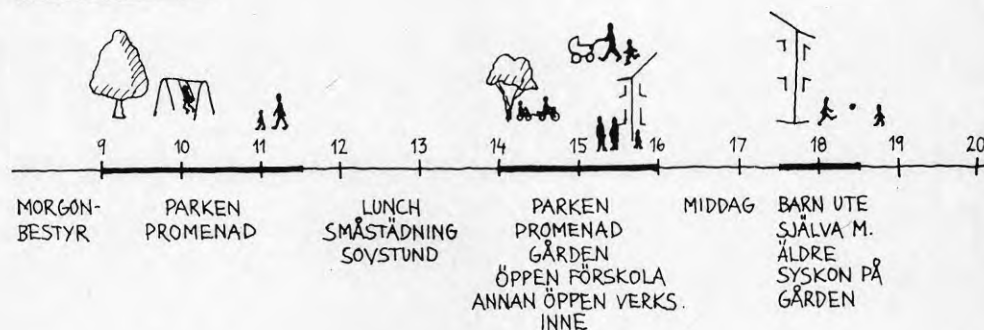 9 10 11 12 13 14 15 16 17 18 19 20
MORGON-
BESTYR
PARKEN
PROMENAD
LUNCH
SMÅSTÄDNING
SOVSTUND
PARKEN
PROMENAD
GÅRDEN
ÖPPEN FÖRSKOLA
ANNAN ÖPPEN VERKS.
INNE
MIDDAG
BARN UTE
SJÄLVA M.
ÄLDRE
SYSKON PÅ
GÅRDEN